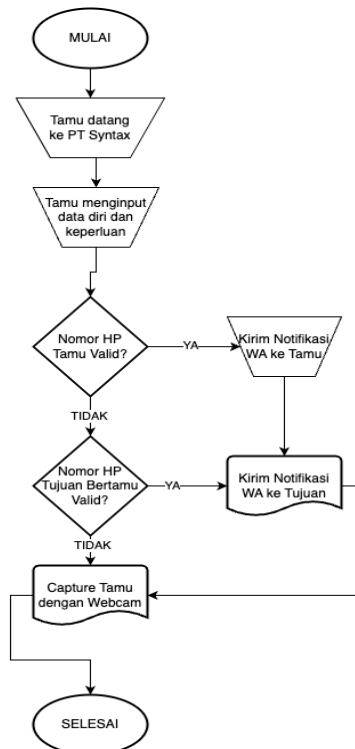 MULAI
Tamu datang
ke PT Syntax
Tamu menginput
data diri dan
keperluan
Nomor HP
Tamu Valid?
YA
Kirim Notifikasi
WA ke Tamu
TIDAK
Nomor HP
Tujuan Bertamu
Valid?
YA
Kirim Notifikasi
WA ke Tujuan
TIDAK
Capture Tamu
dengan Webcam
SELESAI